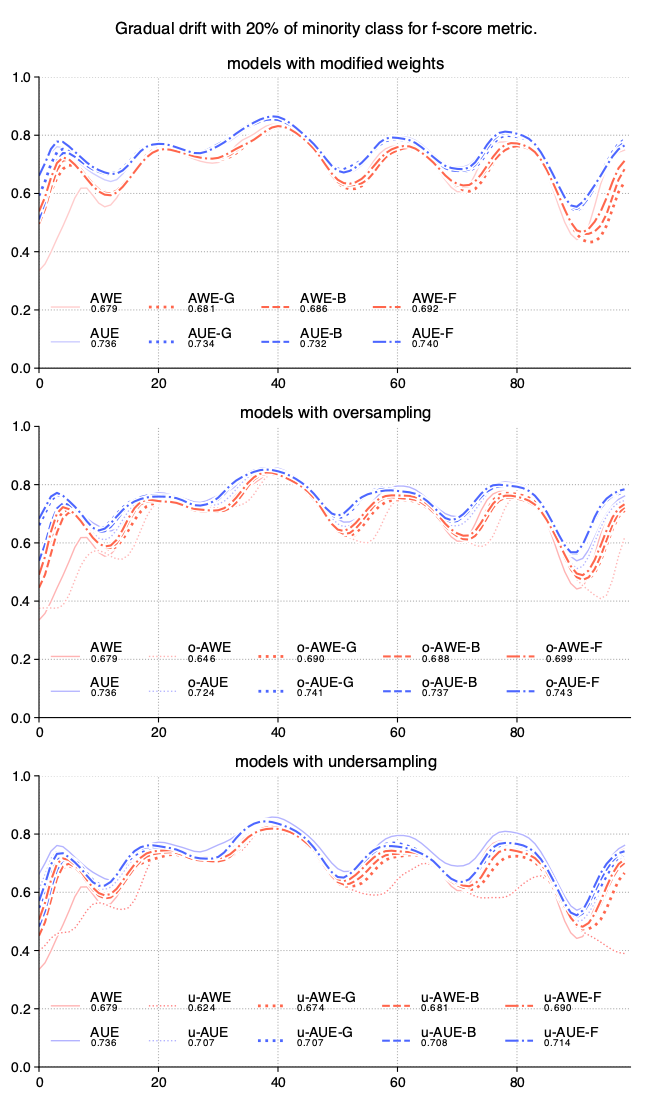 Gradual drift with 20% of minority class for f-score metric.
models with modified weights
1.0
0.8
0.6
0.4
AWE AWE-G AWE-B AWE-F
0.679 0.681 0.686 0.692
0.2
AUE AUE-G AUE-B AUE-F
0.736 0.734 0.732 0.740
0.0
0 20 40 60 80
models with oversampling
1.0
0.8
0.6
0.4
AWE o-AWE o-AWE-G o-AWE-B o-AWE-F
0.679 0.646 0.690 0.688 0.699
0.2
AUE o-AUE o-AUE-G o-AUE-B o-AUE-F
0.736 0.724 0.741 0.737 0.743
0.0
0 20 40 60 80
models with undersampling
1.0
0.8
0.6
0.4
AWE u-AWE u-AWE-G u-AWE-B u-AWE-F
0.679 0.624 0.674 0.681 0.690
0.2
AUE u-AUE u-AUE-G u-AUE-B u-AUE-F
0.736 0.707 0.707 0.708 0.714
0.0
0 20 40 60 80